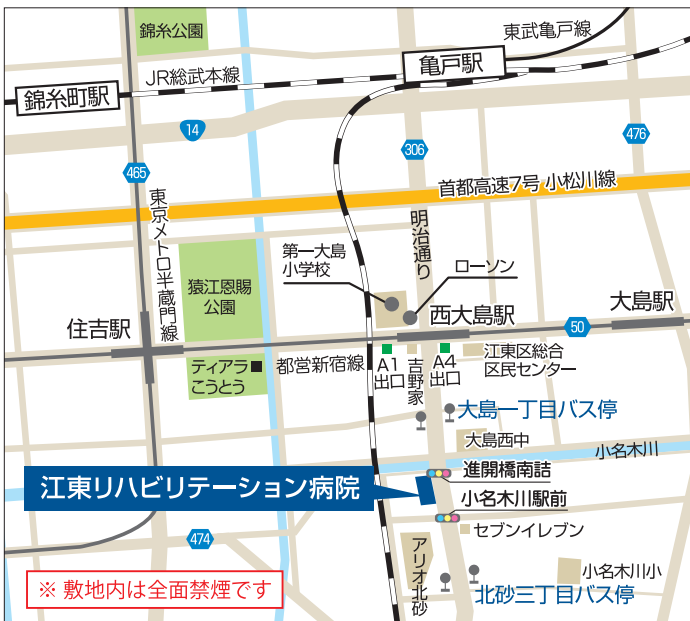 錦糸公園
東武亀戸線
亀戸駅
JR総武本線
錦糸町駅
14
306
476
465
首都高速7号 小松川線
東京メトロ半蔵門線
明治通り
第一大島
小学校
ローソン
猿江恩賜
公園
西大島駅
大島駅
住吉駅
50
ティアラ
こうとう
都営新宿線
A1
出口
吉野家
A4
出口
江東区総合
区民センター
大島一丁目バス停
大島西中
小名木川
進開橋南詰
江東リハビリテーション病院
小名木川駅前
セブンイレブン
474
アリオ北砂
小名木川小
北砂三丁目バス停
※ 敷地内は全面禁煙です